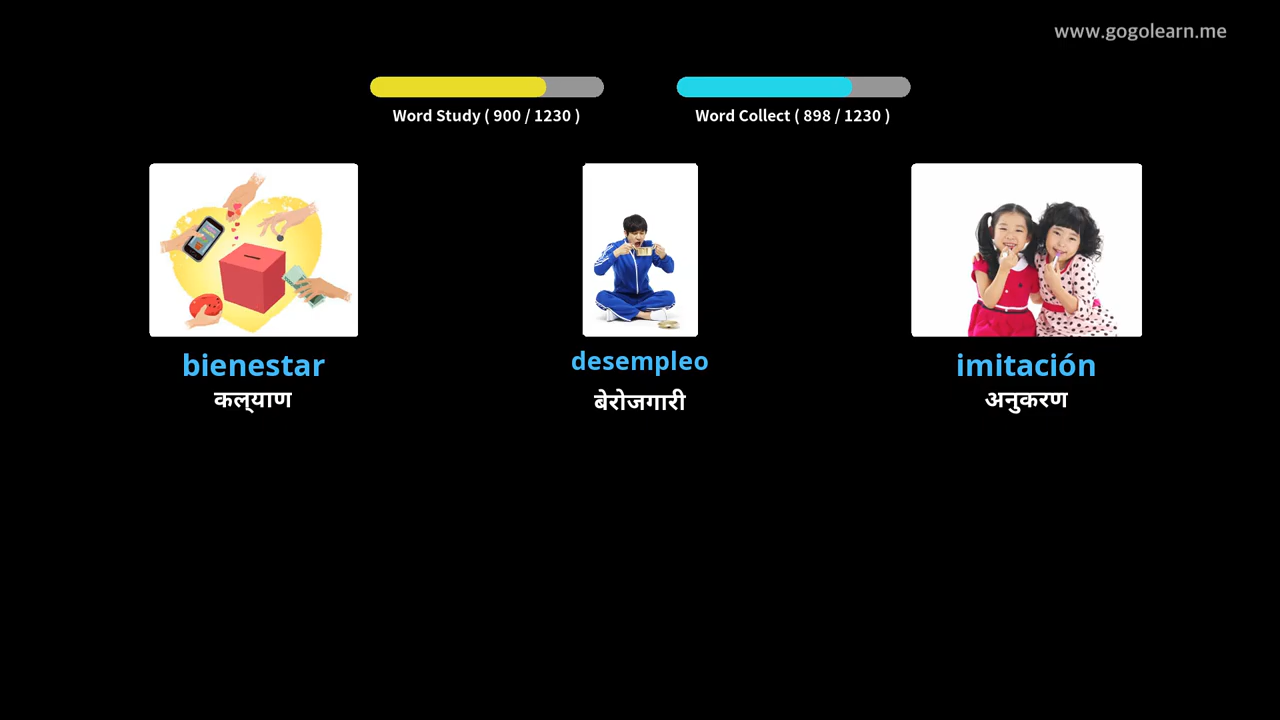 www.gogolearn.me
Word Study ( 900 / 1230 )
Word Collect ( 898 / 1230 )
bienestar
कल्याण
desempleo
बेरोजगारी
imitación
अनुकरण